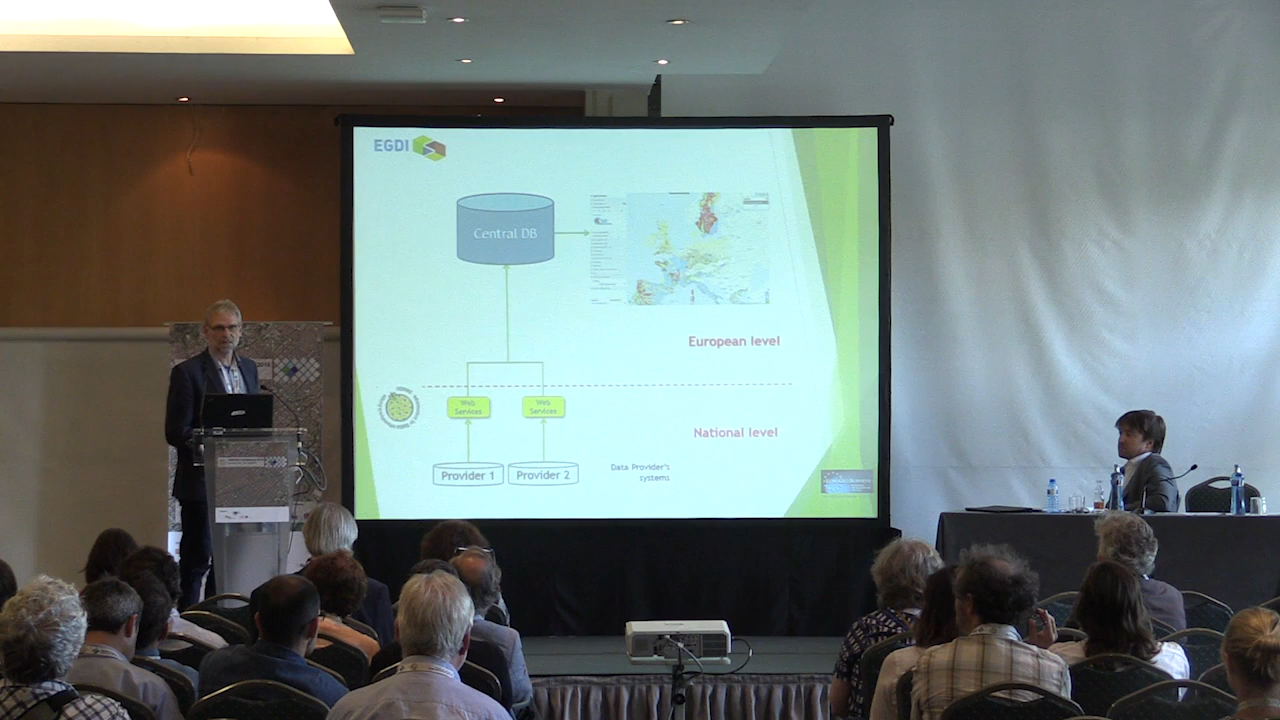 EGDI
Central DB
European level
Web
Services
Web
Services
National level
Provider 1
Provider 2
Data Provider's
systems